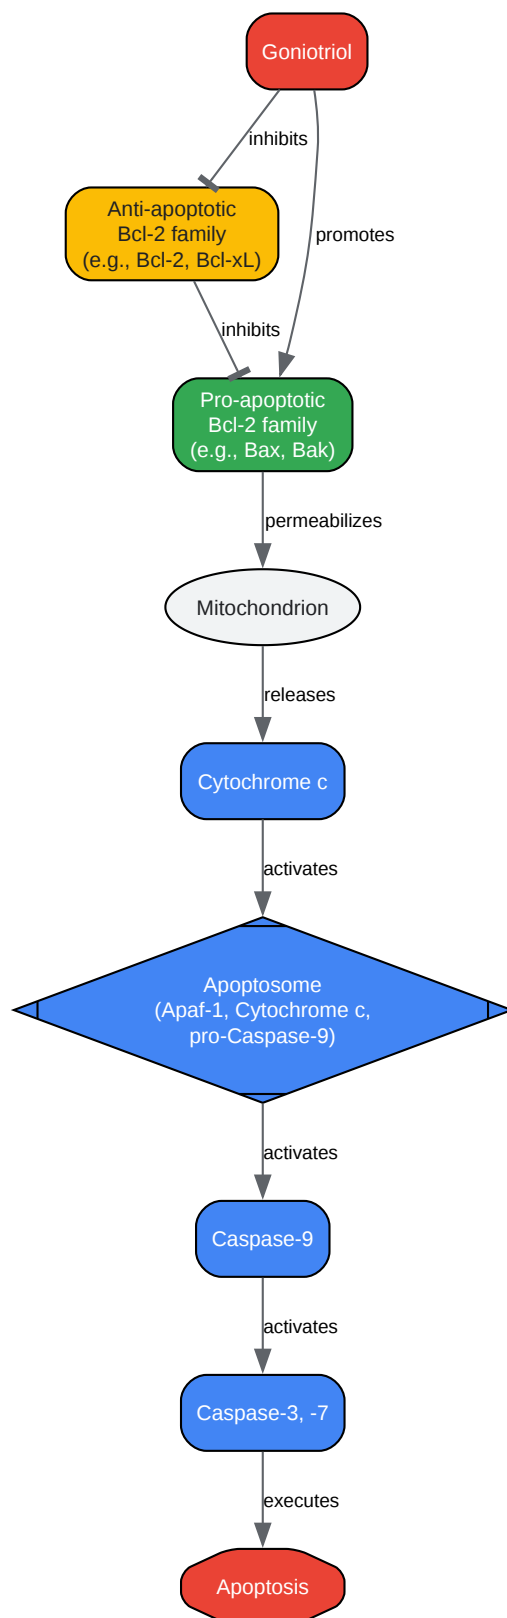 Goniotriol
inhibits
Anti-apoptotic
Bcl-2 family
(e.g., Bcl-2, Bcl-xL)
promotes
inhibits
Pro-apoptotic
Bcl-2 family
(e.g., Bax, Bak)
permeabilizes
Mitochondrion
releases
Cytochrome c
activates
Apoptosome
(Apaf-1, Cytochrome c,
pro-Caspase-9)
activates
Caspase-9
activates
Caspase-3, -7
executes
Apoptosis